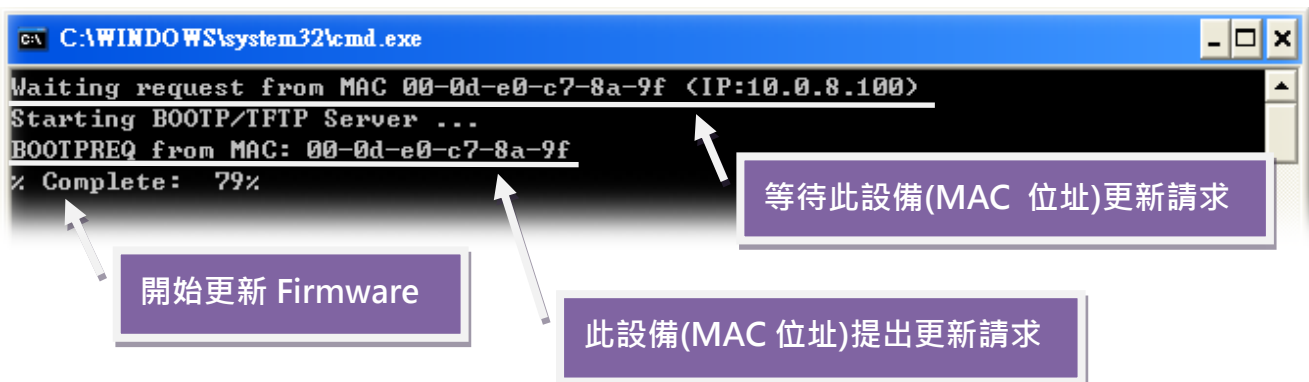 C:\WINDOWS\system32\cmd.exe
Waiting request from MAC 00-0d-e0-c7-8a-9f (IP:10.0.8.100)
Starting BOOTP/TFTP Server ...
BOOTPREQ from MAC: 00-0d-e0-c7-8a-9f
% Complete:  79%
等待此設備(MAC 位址)更新請求
開始更新 Firmware
此設備(MAC 位址)提出更新請求